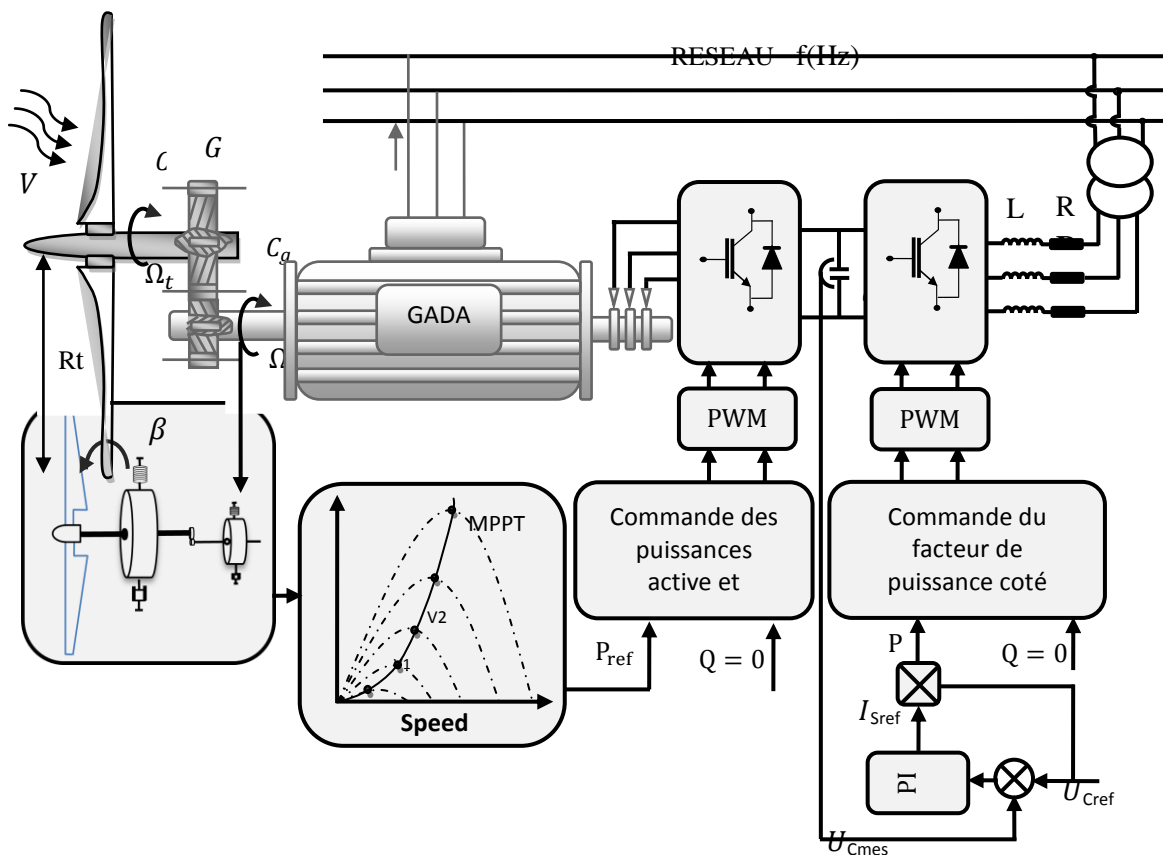 RESEAU f(Hz)
V
G
C_g
Ω_t
Ω
Rt
β
GADA
L
R
PWM
PWM
MPPT
V2
Speed
Commande des
puissances
active et
Commande du
facteur de
puissance coté
P_ref
Q = 0
P
Q = 0
I_Sref
PI
U_Cref
U_Cmes